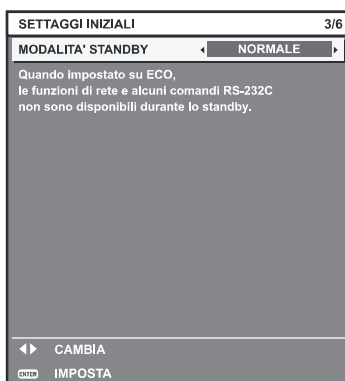 SETTAGGI INIZIALI 3/6
MODALITA' STANDBY NORMALE
Quando impostato su ECO,
le funzioni di rete e alcuni comandi RS-232C
non sono disponibili durante lo standby.
CAMBIA
ENTER IMPOSTA